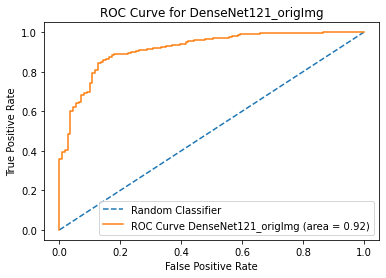 ROC Curve for DenseNet121_origImg
1.0
0.8
0.6
0.4
0.2
0.0
True Positive Rate
Random Classifier
ROC Curve DenseNet121_origImg (area = 0.92)
0.0 0.2 0.4 0.6 0.8 1.0
False Positive Rate